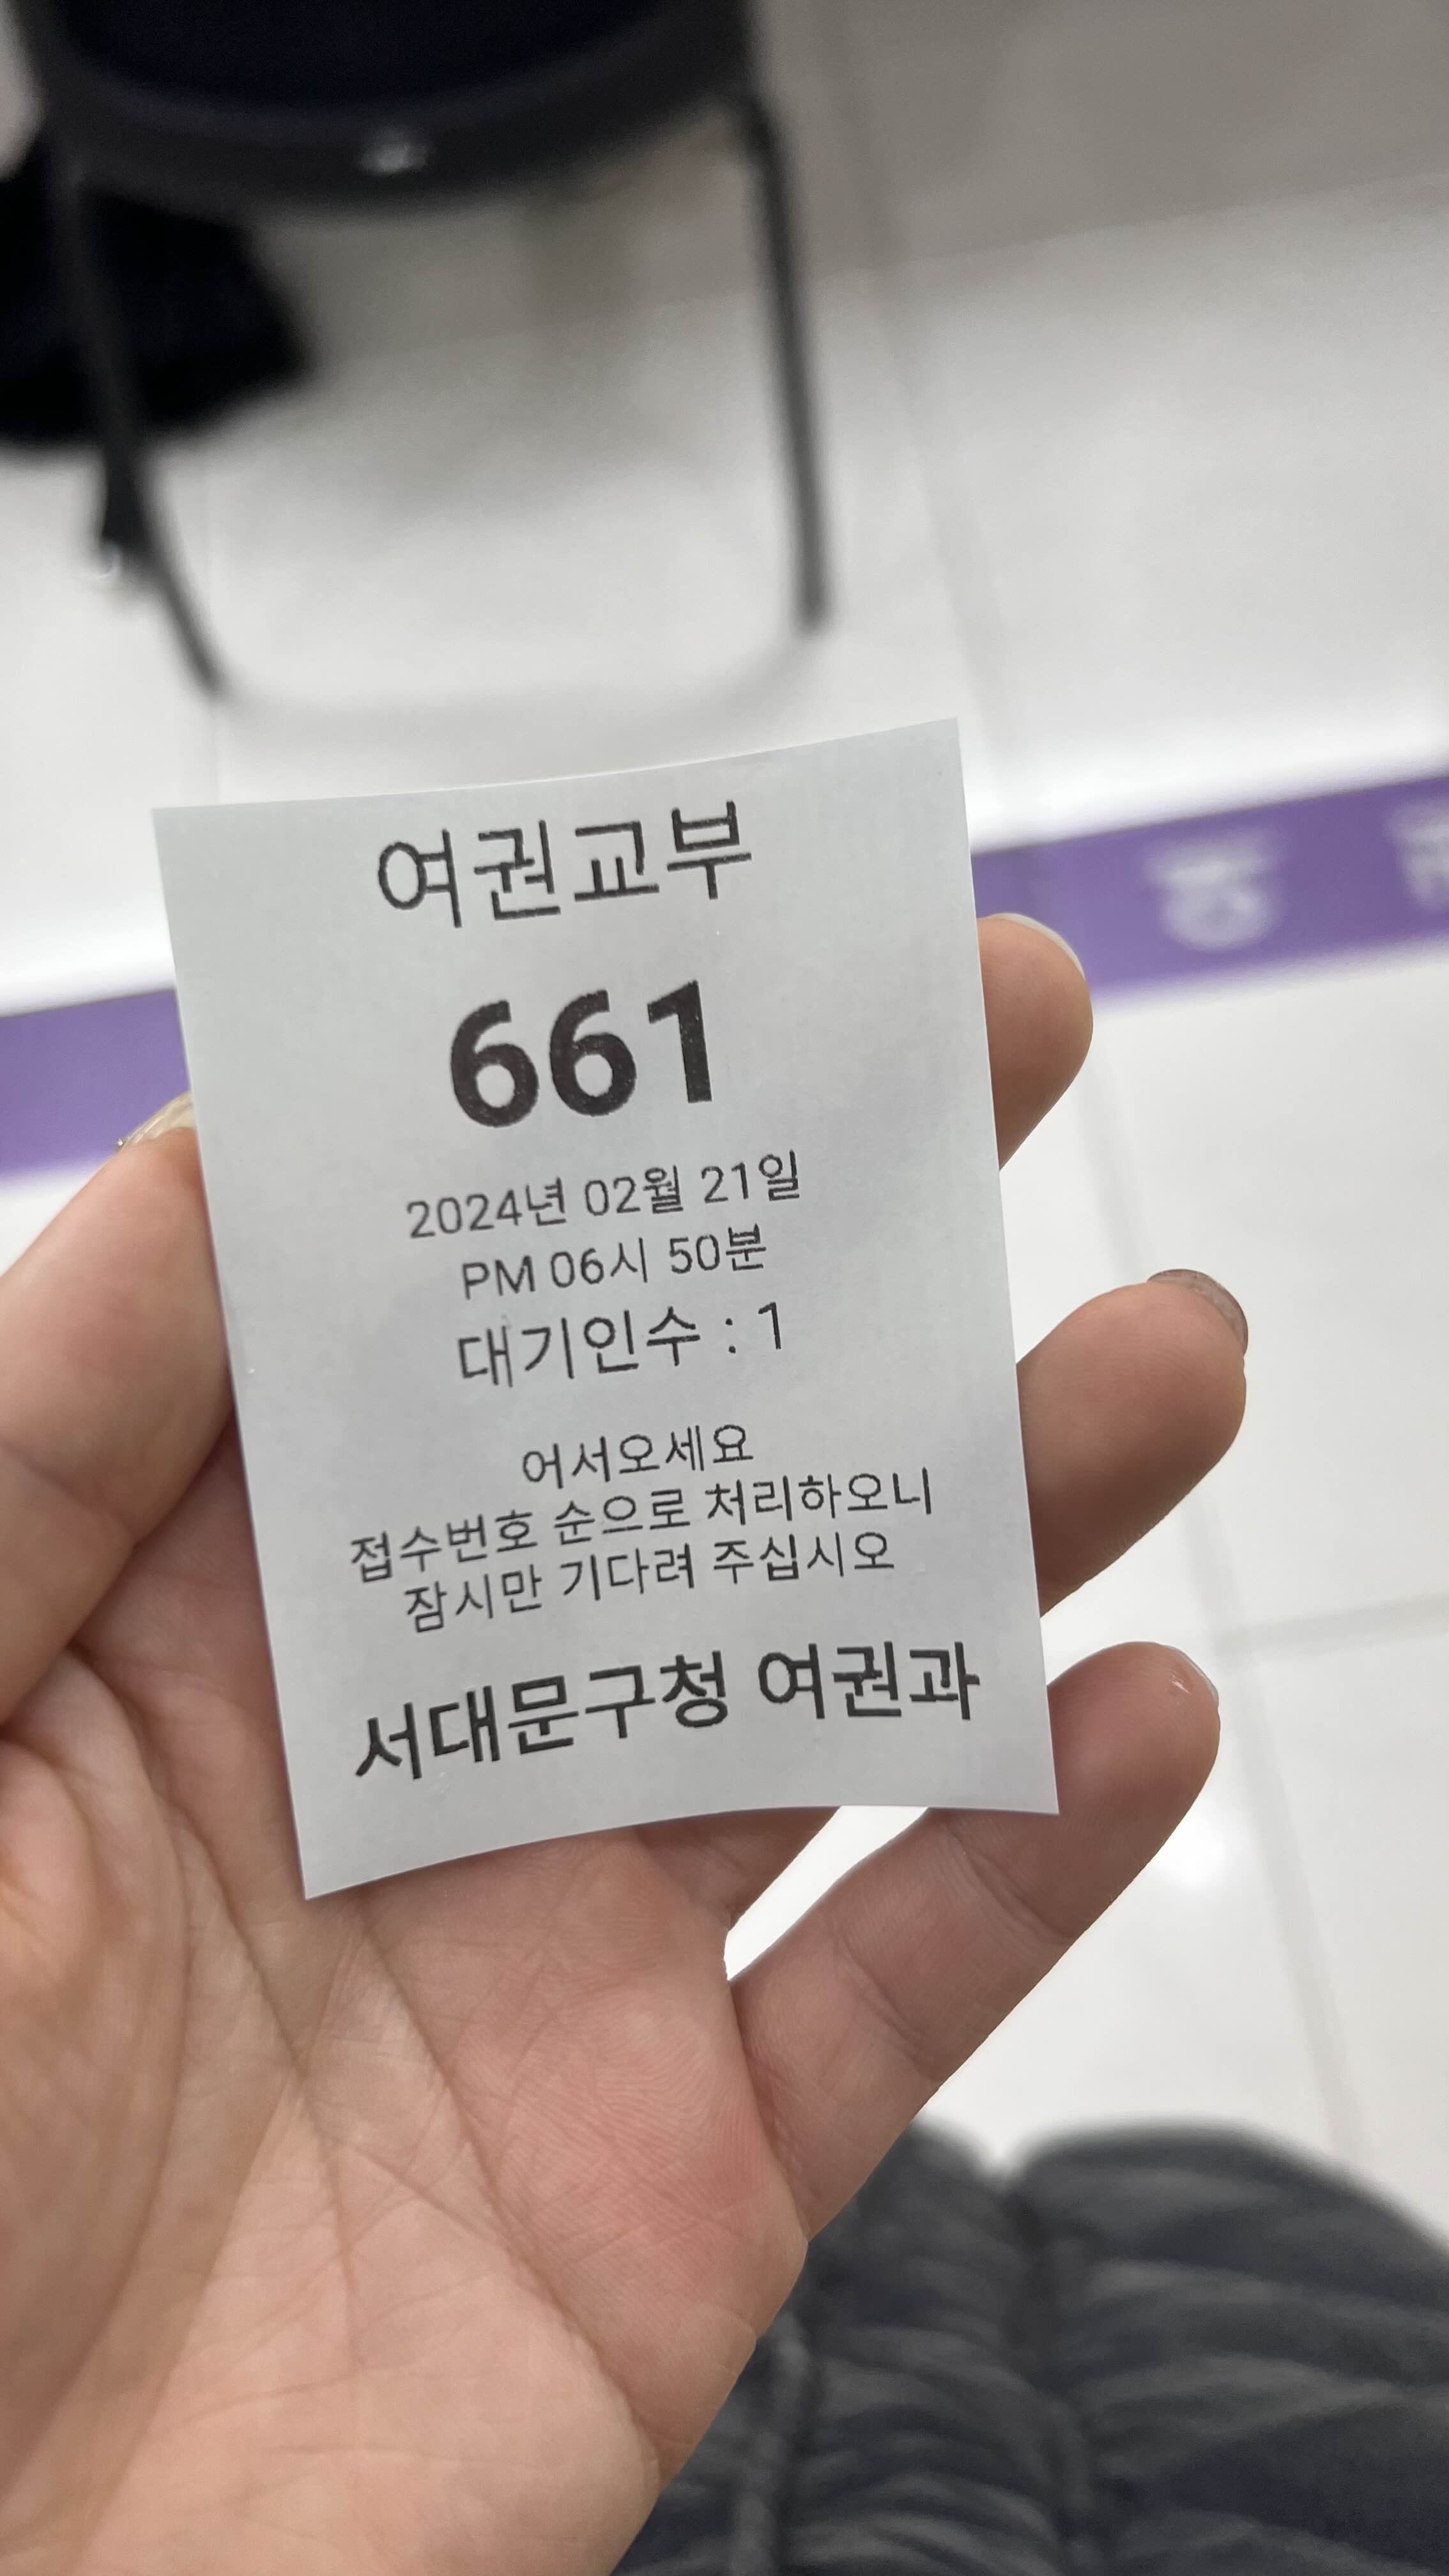 여권교부
661
2024년 02월 21일
PM 06시 50분
대기인수 : 1
어서오세요
접수번호 순으로 처리하오니
잠시만 기다려 주십시오
서대문구청 여권과